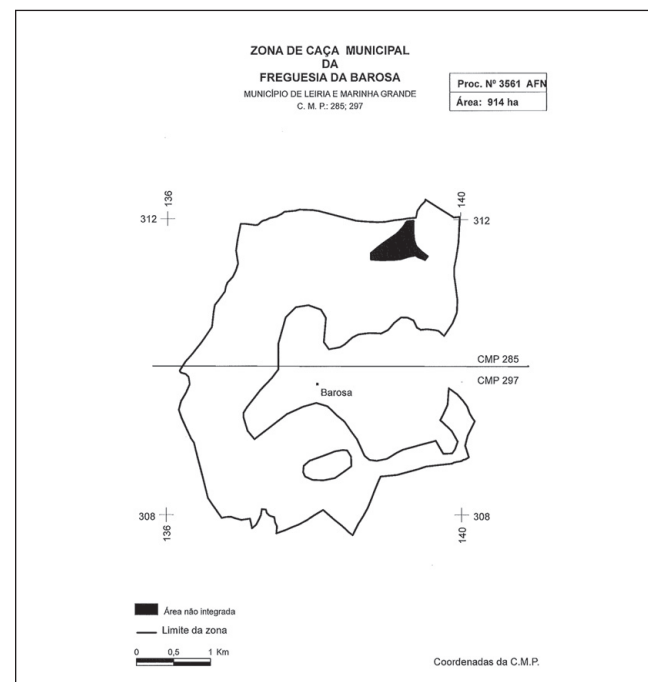 ZONA DE CAÇA MUNICIPAL
DA
FREGUESIA DA BAROSA
MUNICÍPIO DE LEIRIA E MARINHA GRANDE
C. M. P.: 285; 297
Proc. Nº 3561 AFN
Área: 914 ha
136
140
312
312
CMP 285
CMP 297
Barosa
308
308
136
140
Área não integrada
Limite da zona
0 0,5 1 Km
Coordenadas da C.M.P.